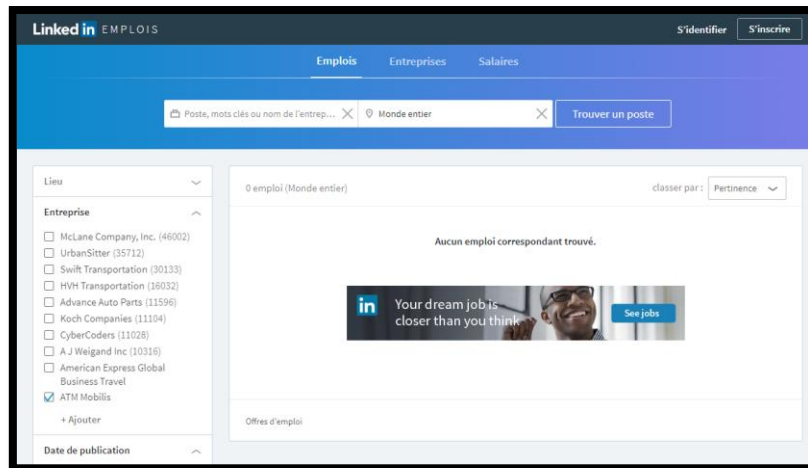 Linked in EMPLOIS
S'identifier
S'inscrire
Emplois
Entreprises
Salaires
Poste, mots clés ou nom de l'entrep...
Monde entier
Trouver un poste
Lieu
Entreprise
McLane Company, Inc. (46002)
UrbanSitter (35712)
Swift Transportation (30133)
HVH Transportation (16032)
Advance Auto Parts (11596)
Koch Companies (11104)
CyberCoders (11028)
A J Weigand Inc (10316)
American Express Global
Business Travel
ATM Mobilis
+ Ajouter
Date de publication
0 emploi (Monde entier)
classer par :
Pertinence
Aucun emploi correspondant trouvé.
in
Your dream job is
closer than you think
See jobs
Offres d'emploi